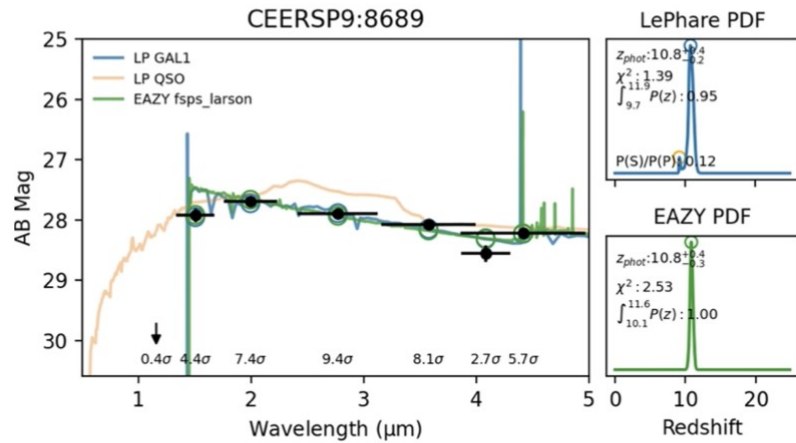 CEERSP9:8689
LP GAL1
LP QSO
EAZY fsps_larson
25
26
27
28
29
30
AB Mag
0.4σ 4.4σ 7.4σ 9.4σ 8.1σ 2.7σ 5.7σ
1 2 3 4 5
Wavelength (μm)
LePhare PDF
z_phot:10.8^{+0.4}_{−0.2}
χ²: 1.39
∫^{11.9}_{9.7} P(z): 0.95
P(S)/P(P): 0.12
EAZY PDF
z_phot:10.8^{+0.4}_{−0.3}
χ²: 2.53
∫^{11.6}_{10.1} P(z): 1.00
0 10 20
Redshift